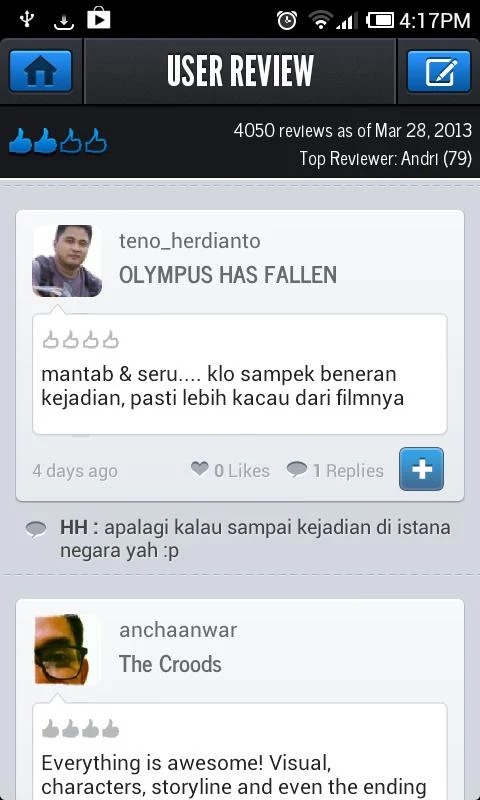 4:17PM
USER REVIEW
4050 reviews as of Mar 28, 2013
Top Reviewer: Andri (79)
teno_herdianto
OLYMPUS HAS FALLEN
mantab & seru.... klo sampek beneran
kejadian, pasti lebih kacau dari filmnya
4 days ago 0 Likes 1 Replies
HH : apalagi kalau sampai kejadian di istana
negara yah :p
anchaanwar
The Croods
Everything is awesome! Visual,
characters, storyline and even the ending